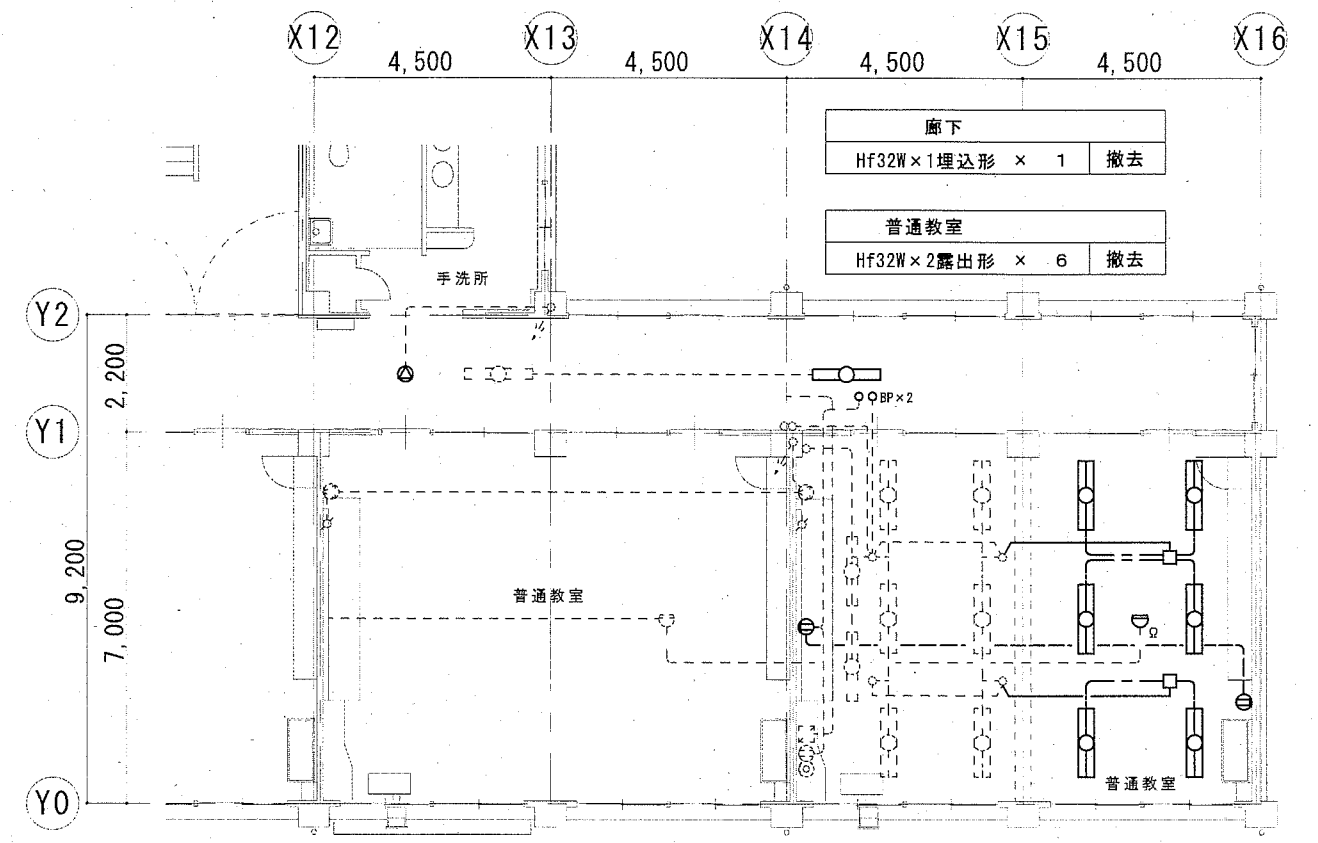 X12 X13 X14 X15 X16
4,500 4,500 4,500 4,500
廊下
Hf32W×1埋込形 × 1 撤去
普通教室
Hf32W×2露出形 × 6 撤去
手洗所
Y2
2,200
BP×2
Y1
9,200
7,000
普通教室
Ω
普通教室
Y0